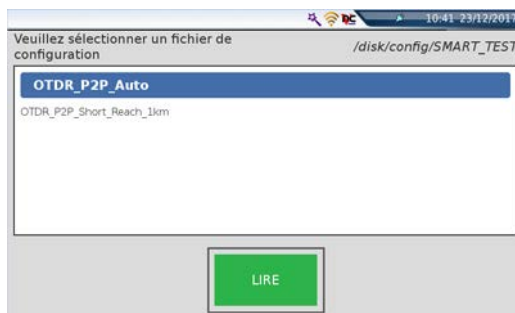 10:41 23/12/2017
Veuillez sélectionner un fichier de configuration
/disk/config/SMART_TEST
OTDR_P2P_Auto
OTDR_P2P_Short_Reach_1km
LIRE